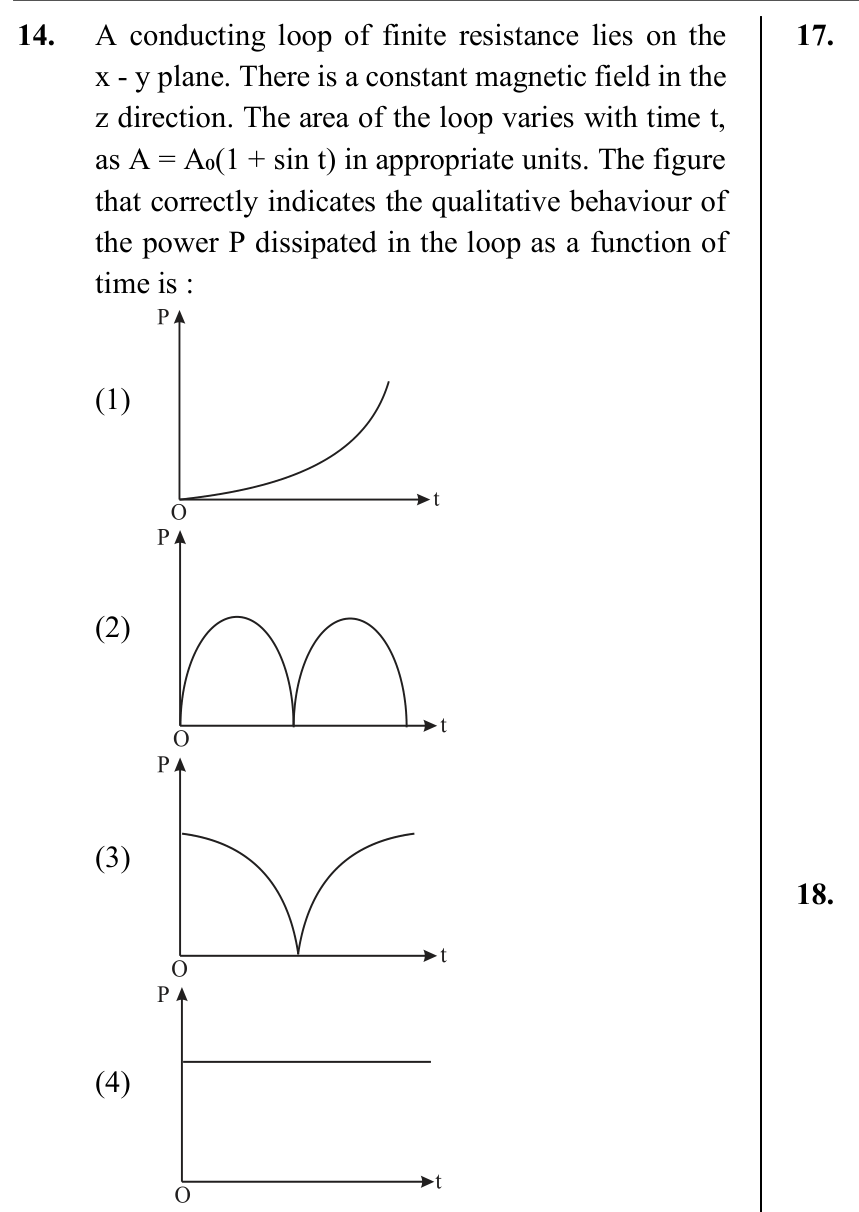 14. A conducting loop of finite resistance lies on the
x - y plane. There is a constant magnetic field in the
z direction. The area of the loop varies with time t,
as A = A₀(1 + sin t) in appropriate units. The figure
that correctly indicates the qualitative behaviour of
the power P dissipated in the loop as a function of
time is :
P
(1)
t
O
P
(2)
t
O
P
(3)
t
O
P
(4)
t
O
17.
18.